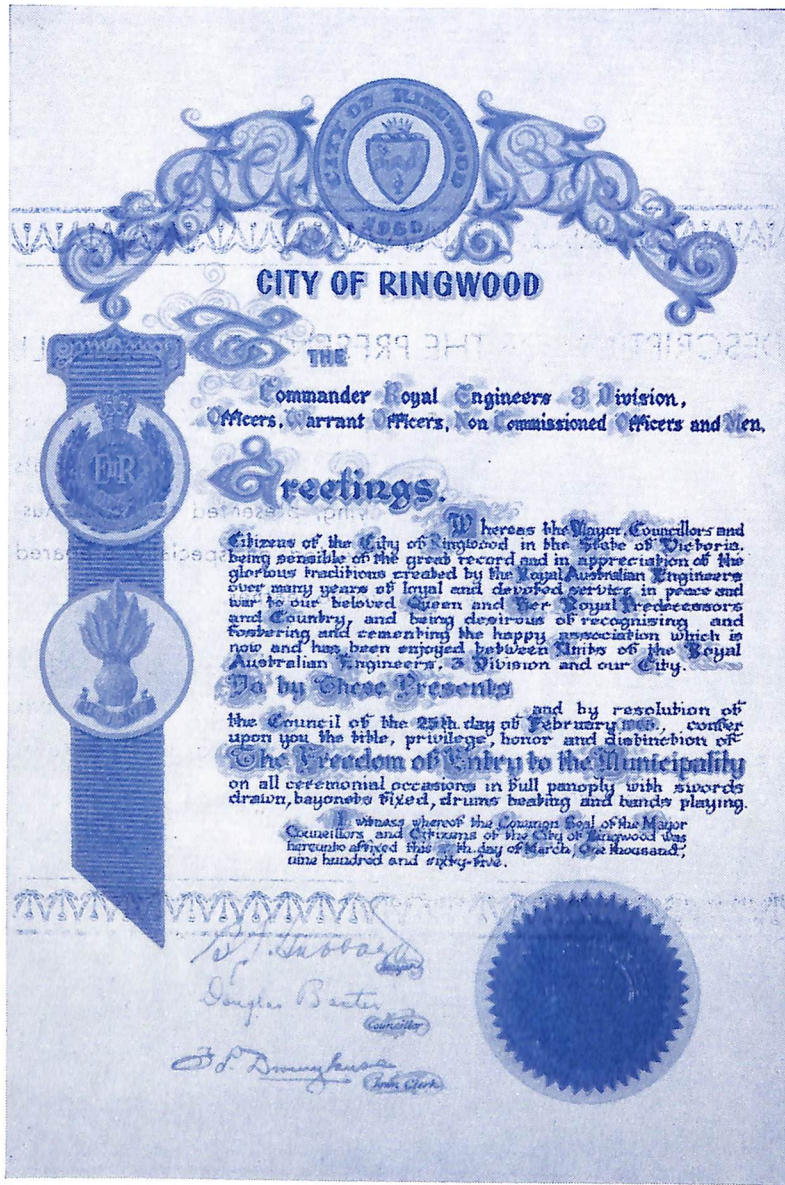 CITY OF RINGWOOD
1960
CITY OF RINGWOOD
To
THE
Commander Royal Engineers 3 Division,
Officers, Warrant Officers, Non Commissioned Officers and Men,
Greetings.
Whereas the Mayor, Councillors and
Citizens of the City of Ringwood in the State of Victoria,
being sensible of the great record and in appreciation of the
glorious traditions created by the Royal Australian Engineers
over many years of loyal and devoted service in peace and
war to our beloved Queen and Her Royal Predecessors
and Country, and being desirous of recognising and
fostering and cementing the happy association which is
now and has been enjoyed between Units of the Royal
Australian Engineers, 3 Division and our City.
Do by These Presents
and by resolution of
the Council of the 25th day of February 1965, confer
upon you the title, privilege, honor and distinction of
The Freedom of Entry to the Municipality
on all ceremonial occasions in full panoply with swords
drawn, bayonets fixed, drums beating and bands playing.
I witness whereof the Common Seal of the Mayor
Councillors and Citizens of the City of Ringwood was
hereunto affixed this day of March, One thousand,
nine hundred and sixty-five.
E R
Mayor
Douglas Baxter
Councillor
Town Clerk